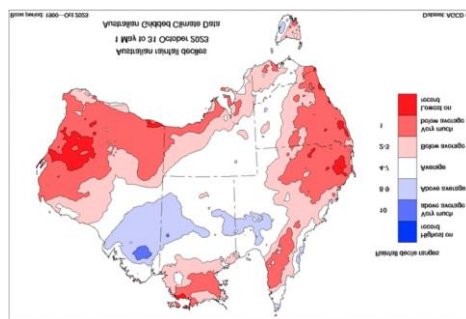 Australian rainfall deciles
1 May to 31 October 2023
Australian Gridded Climate Data
Rainfall decile ranges
Highest on
record
10
Very much
above average
8-9
Above average
4-7
Average
2-3
Below average
1
Very much
below average
Lowest on
record
Base period: 1900-Oct 2023
Dataset: AGCD